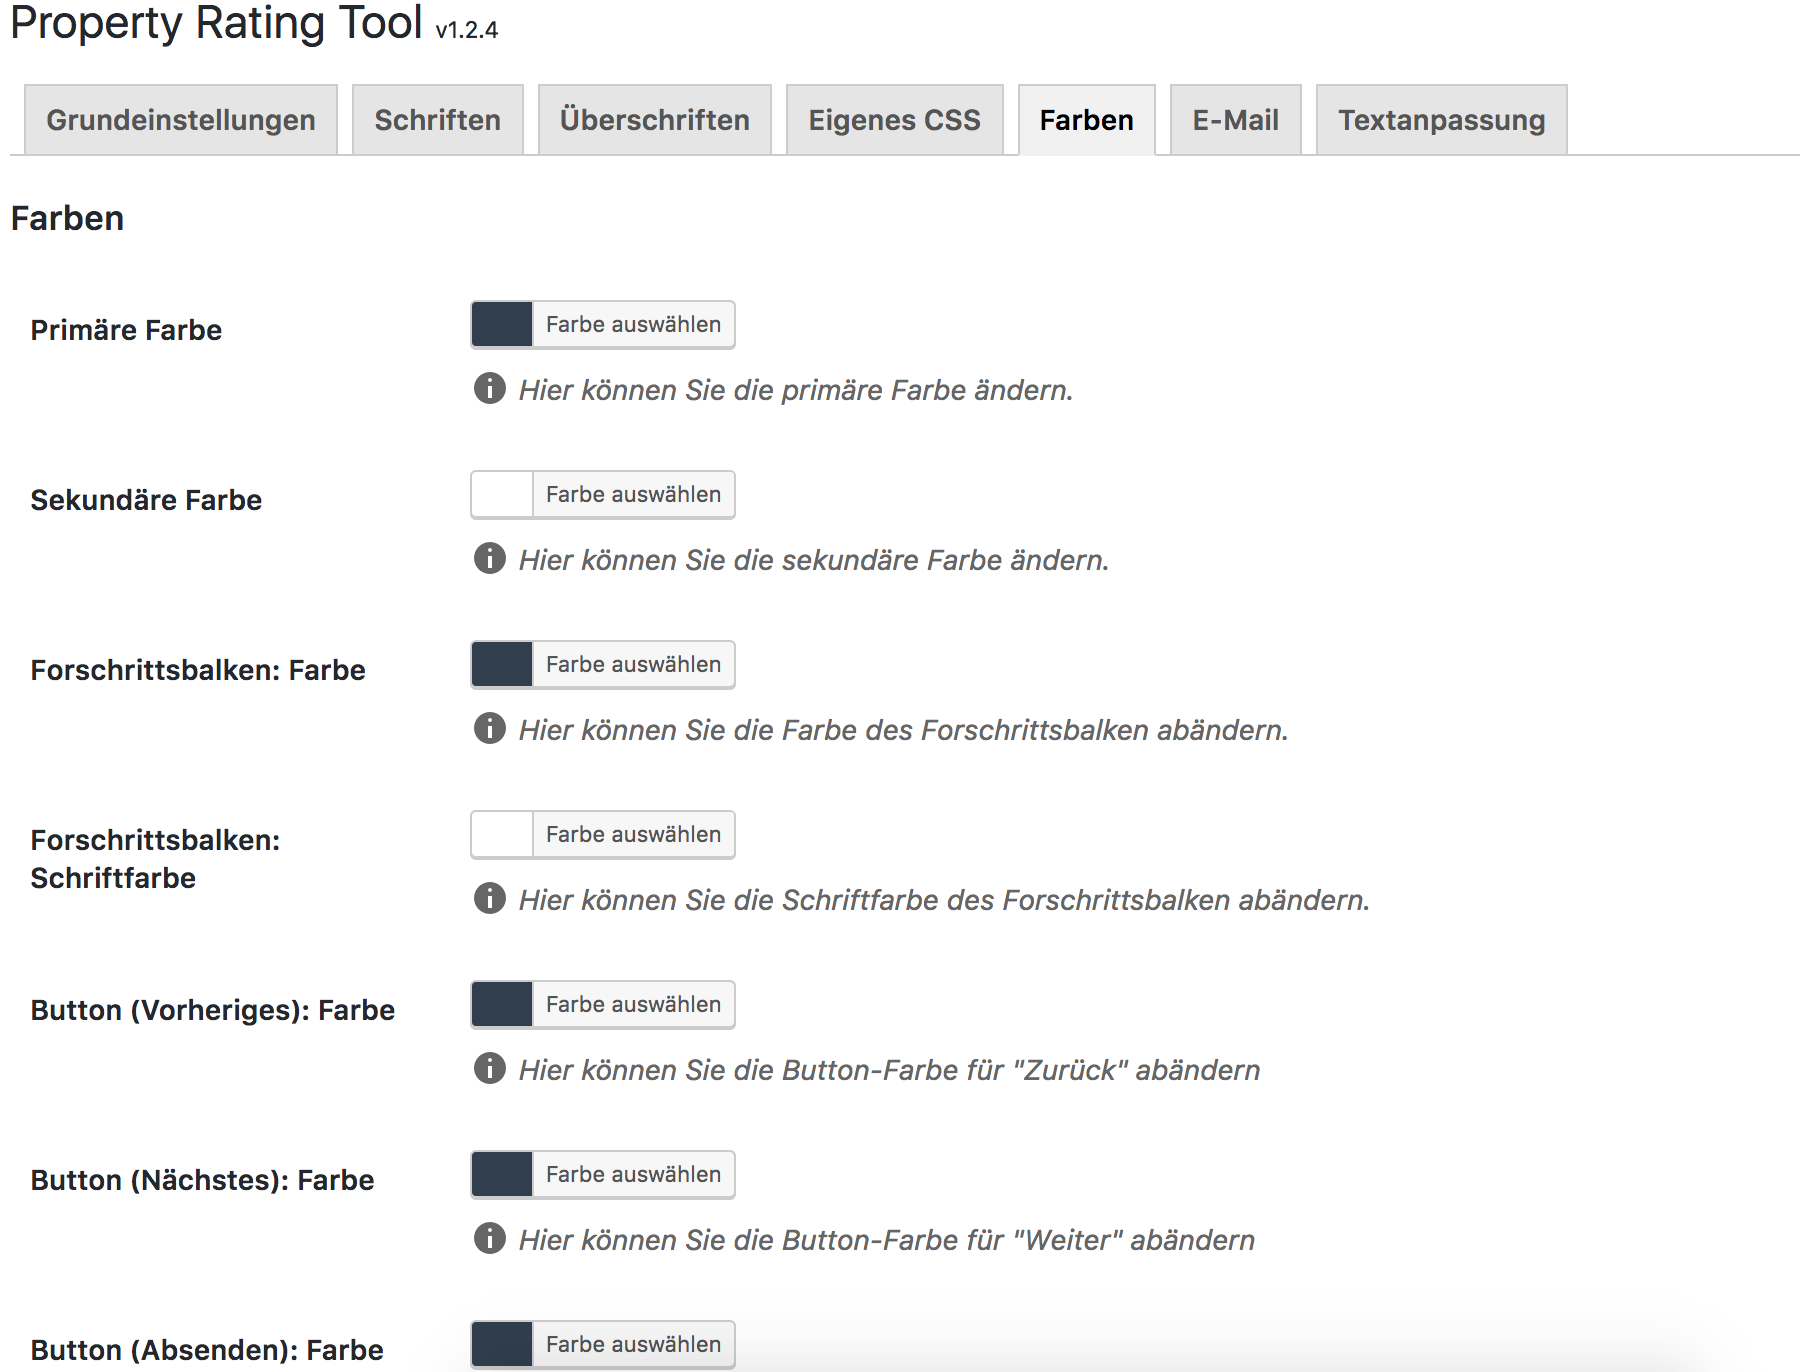 Property Rating Tool v1.2.4
Grundeinstellungen Schriften Überschriften Eigenes CSS Farben E-Mail Textanpassung
Farben
Primäre Farbe Farbe auswählen
Hier können Sie die primäre Farbe ändern.
Sekundäre Farbe Farbe auswählen
Hier können Sie die sekundäre Farbe ändern.
Forschrittsbalken: Farbe Farbe auswählen
Hier können Sie die Farbe des Forschrittsbalken abändern.
Forschrittsbalken: Farbe auswählen
Schriftfarbe
Hier können Sie die Schriftfarbe des Forschrittsbalken abändern.
Button (Vorheriges): Farbe Farbe auswählen
Hier können Sie die Button-Farbe für "Zurück" abändern
Button (Nächstes): Farbe Farbe auswählen
Hier können Sie die Button-Farbe für "Weiter" abändern
Button (Absenden): Farbe Farbe auswählen